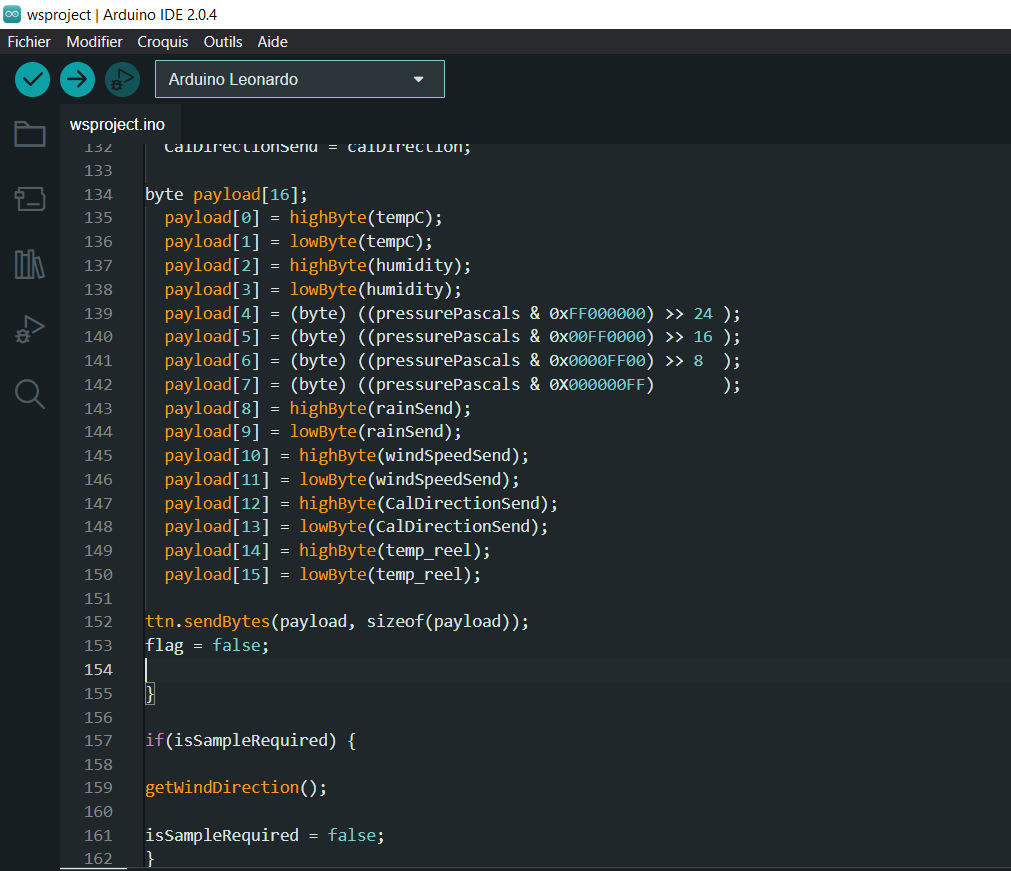 wsproject | Arduino IDE 2.0.4
Fichier Modifier Croquis Outils Aide
Arduino Leonardo
wsproject.ino
132 CalDirectionSend = calDirection;
133
134 byte payload[16];
135 payload[0] = highByte(tempC);
136 payload[1] = lowByte(tempC);
137 payload[2] = highByte(humidity);
138 payload[3] = lowByte(humidity);
139 payload[4] = (byte) ((pressurePascals & 0xFF000000) >> 24 );
140 payload[5] = (byte) ((pressurePascals & 0x00FF0000) >> 16 );
141 payload[6] = (byte) ((pressurePascals & 0x0000FF00) >> 8  );
142 payload[7] = (byte) ((pressurePascals & 0X000000FF)       );
143 payload[8] = highByte(rainSend);
144 payload[9] = lowByte(rainSend);
145 payload[10] = highByte(windSpeedSend);
146 payload[11] = lowByte(windSpeedSend);
147 payload[12] = highByte(CalDirectionSend);
148 payload[13] = lowByte(CalDirectionSend);
149 payload[14] = highByte(temp_reel);
150 payload[15] = lowByte(temp_reel);
151
152 ttn.sendBytes(payload, sizeof(payload));
153 flag = false;
154
155 }
156
157 if(isSampleRequired) {
158
159 getWindDirection();
160
161 isSampleRequired = false;
162 }